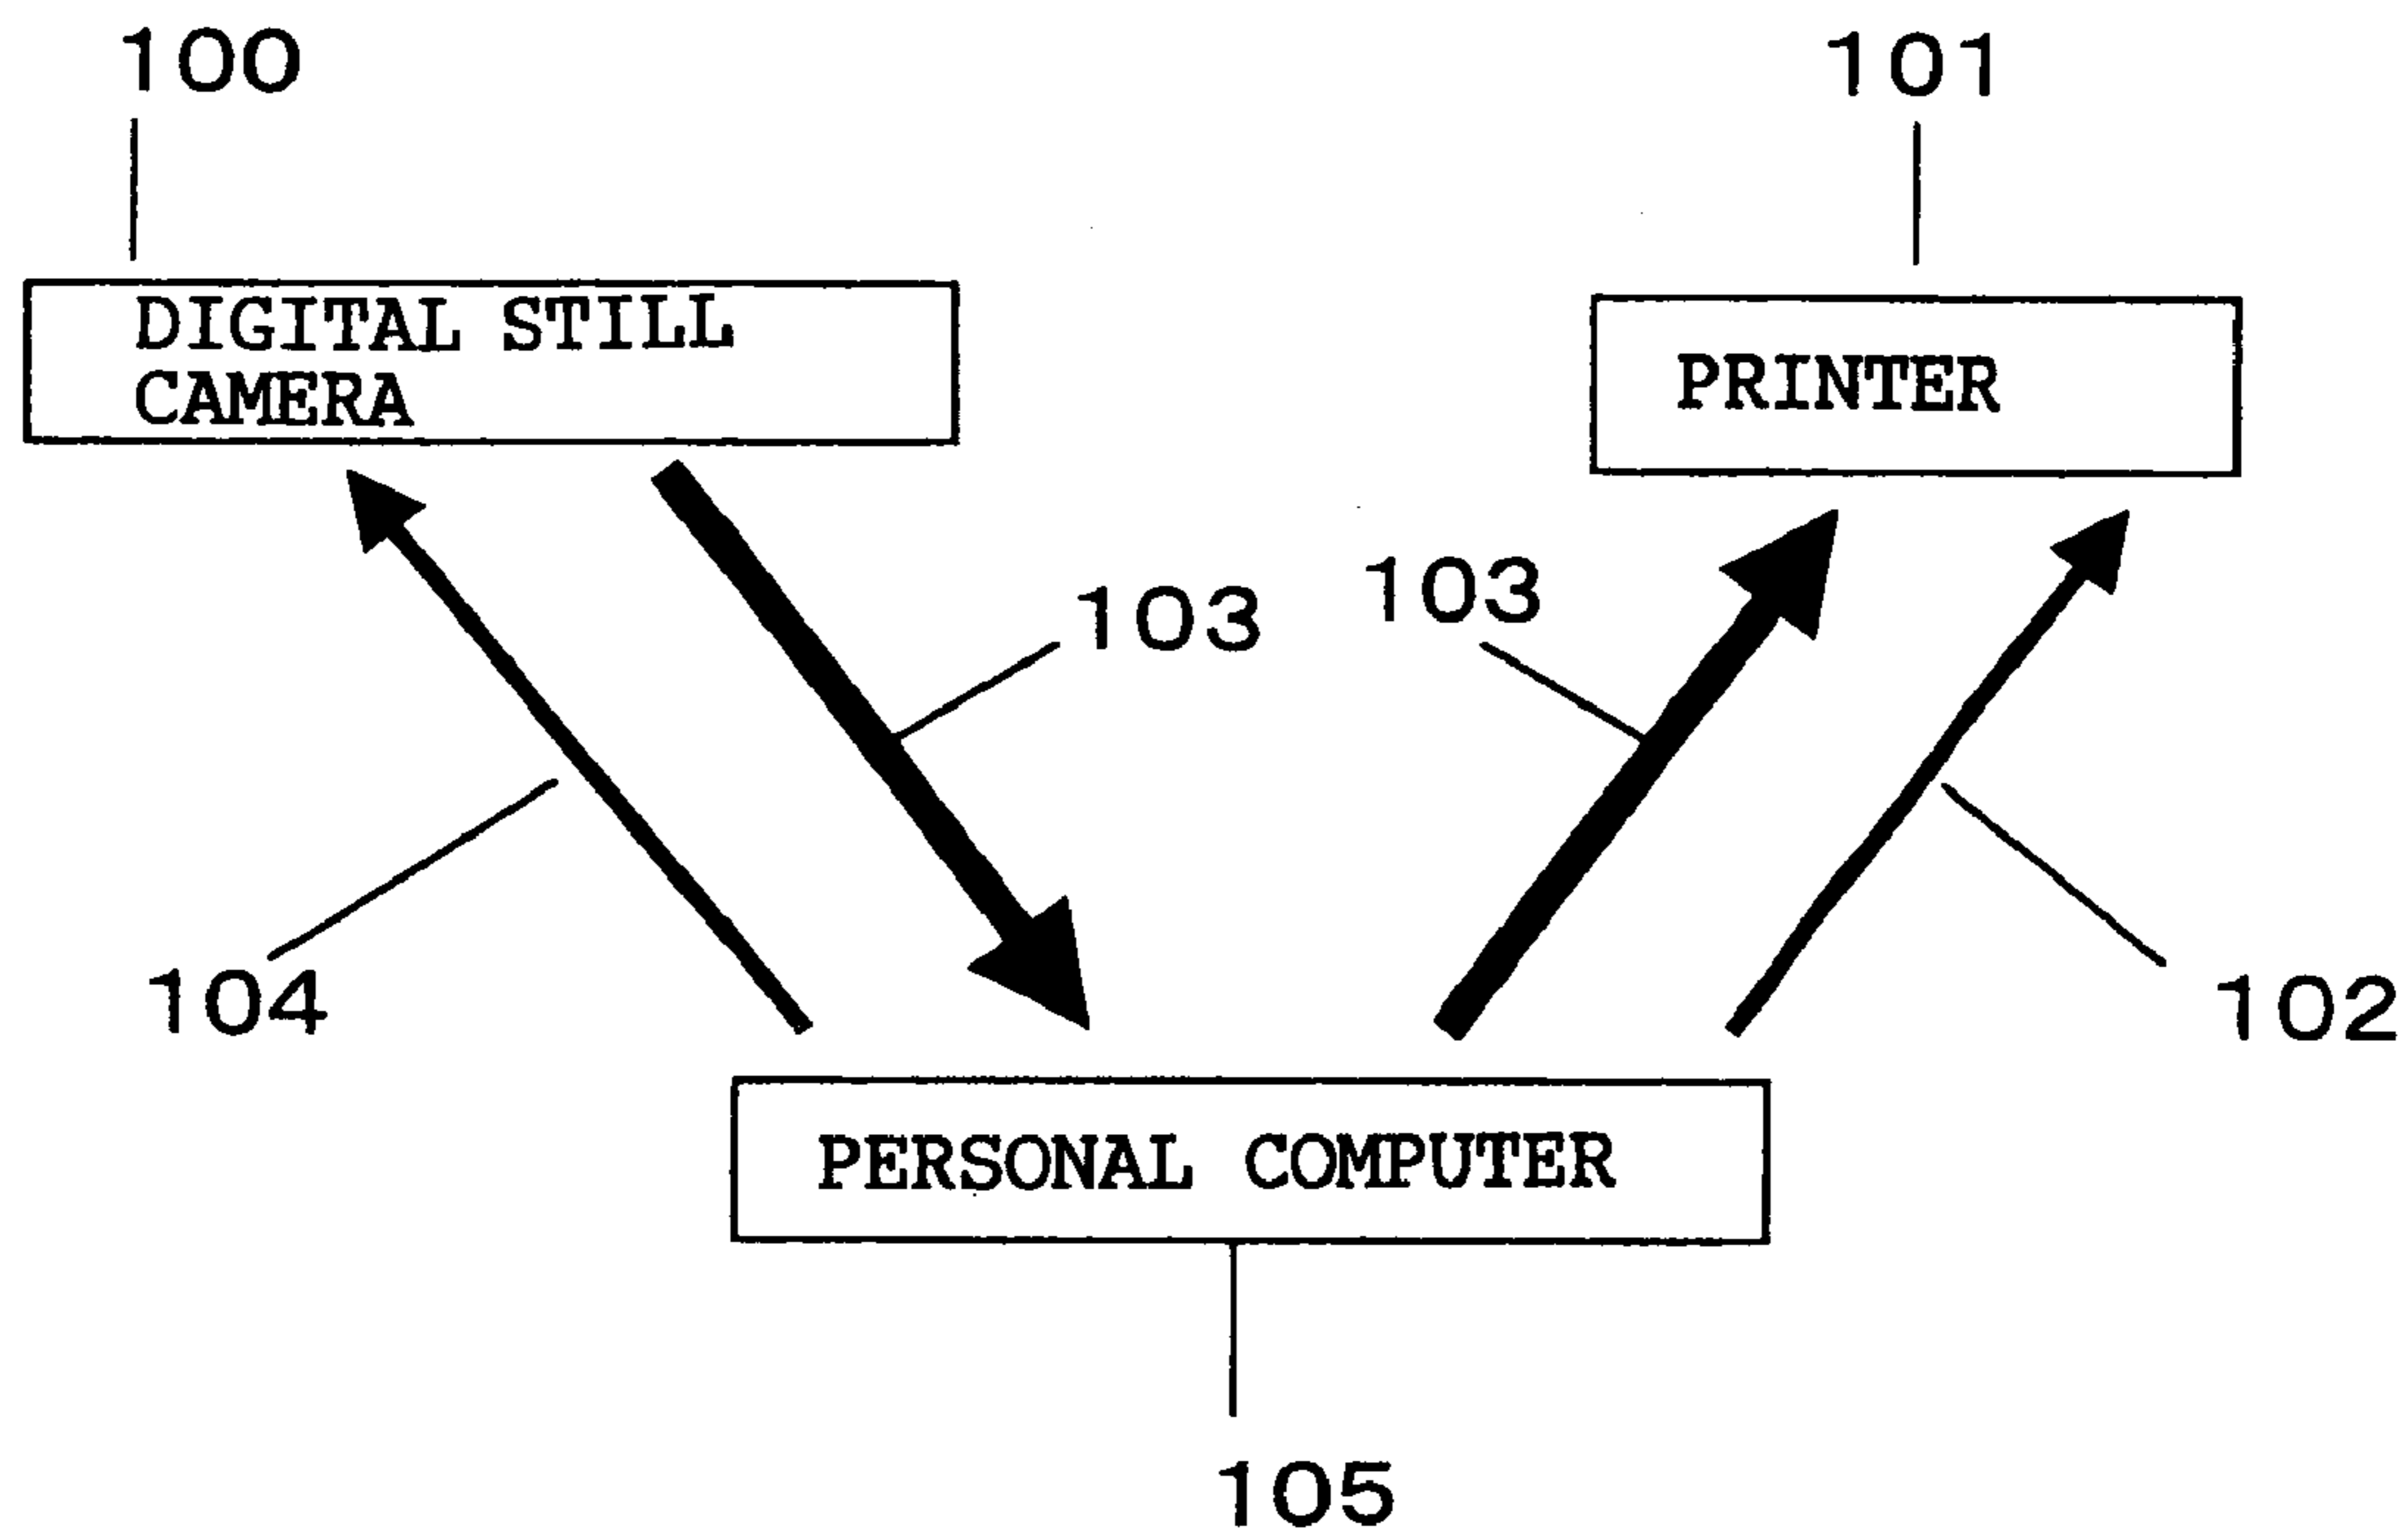 100
101
DIGITAL STILL
CAMERA
PRINTER
103
103
104
102
PERSONAL COMPUTER
105